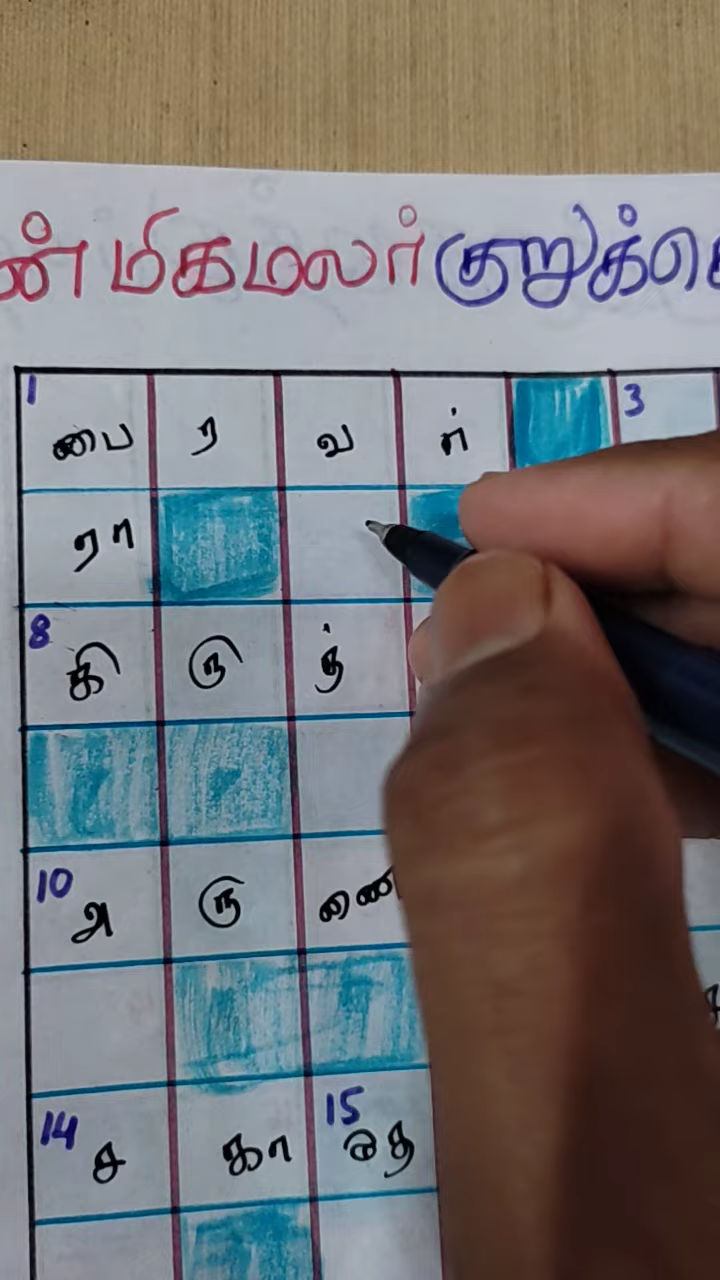 ன் மிகமலர் குறுக்கெ
1 3
பை ர வ ர்
ரா
8
கி ரு த்
10
அ ரு ணை
14 15
ச கா தே